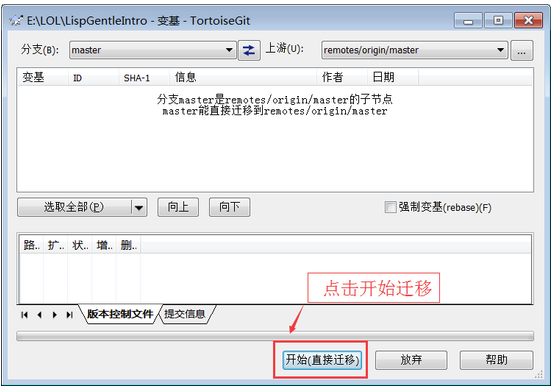 E:\LOL\LispGentleIntro - 变基 - TortoiseGit
分支(B): master 上游(U): remotes/origin/master ...
变基 ID SHA-1 信息 作者 日期
分支master是remotes/origin/master的子节点
master能直接迁移到remotes/origin/master
选取全部(P) 向上 向下 强制变基(rebase)(F)
路.. 扩.. 状.. 增.. 删..
点击开始迁移
版本控制文件 提交信息
开始(直接迁移) 放弃 帮助